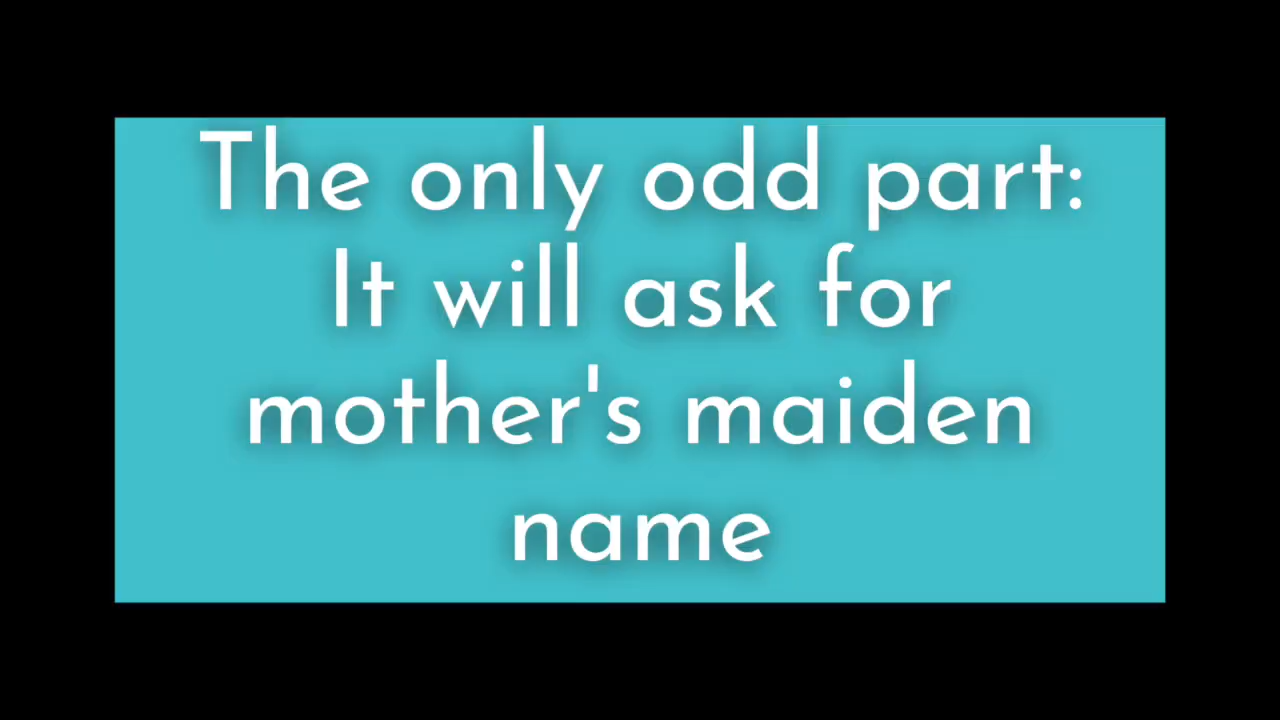 The only odd part:
It will ask for
mother's maiden
name